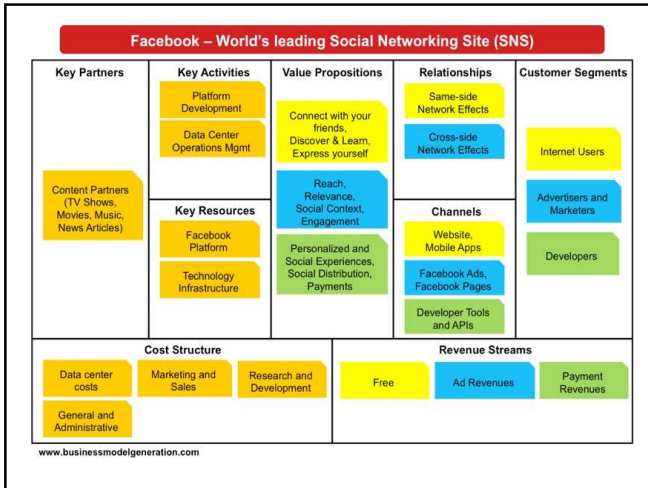 Facebook – World's leading Social Networking Site (SNS)
Key Partners
Content Partners
(TV Shows,
Movies, Music,
News Articles)
Key Activities
Platform
Development
Data Center
Operations Mgmt
Key Resources
Facebook
Platform
Technology
Infrastructure
Value Propositions
Connect with your
friends,
Discover & Learn,
Express yourself
Reach,
Relevance,
Social Context,
Engagement
Personalized and
Social Experiences,
Social Distribution,
Payments
Relationships
Same-side
Network Effects
Cross-side
Network Effects
Channels
Website,
Mobile Apps
Facebook Ads,
Facebook Pages
Developer Tools
and APIs
Customer Segments
Internet Users
Advertisers and
Marketers
Developers
Cost Structure
Data center
costs
Marketing and
Sales
Research and
Development
General and
Administrative
Revenue Streams
Free
Ad Revenues
Payment
Revenues
www.businessmodelgeneration.com